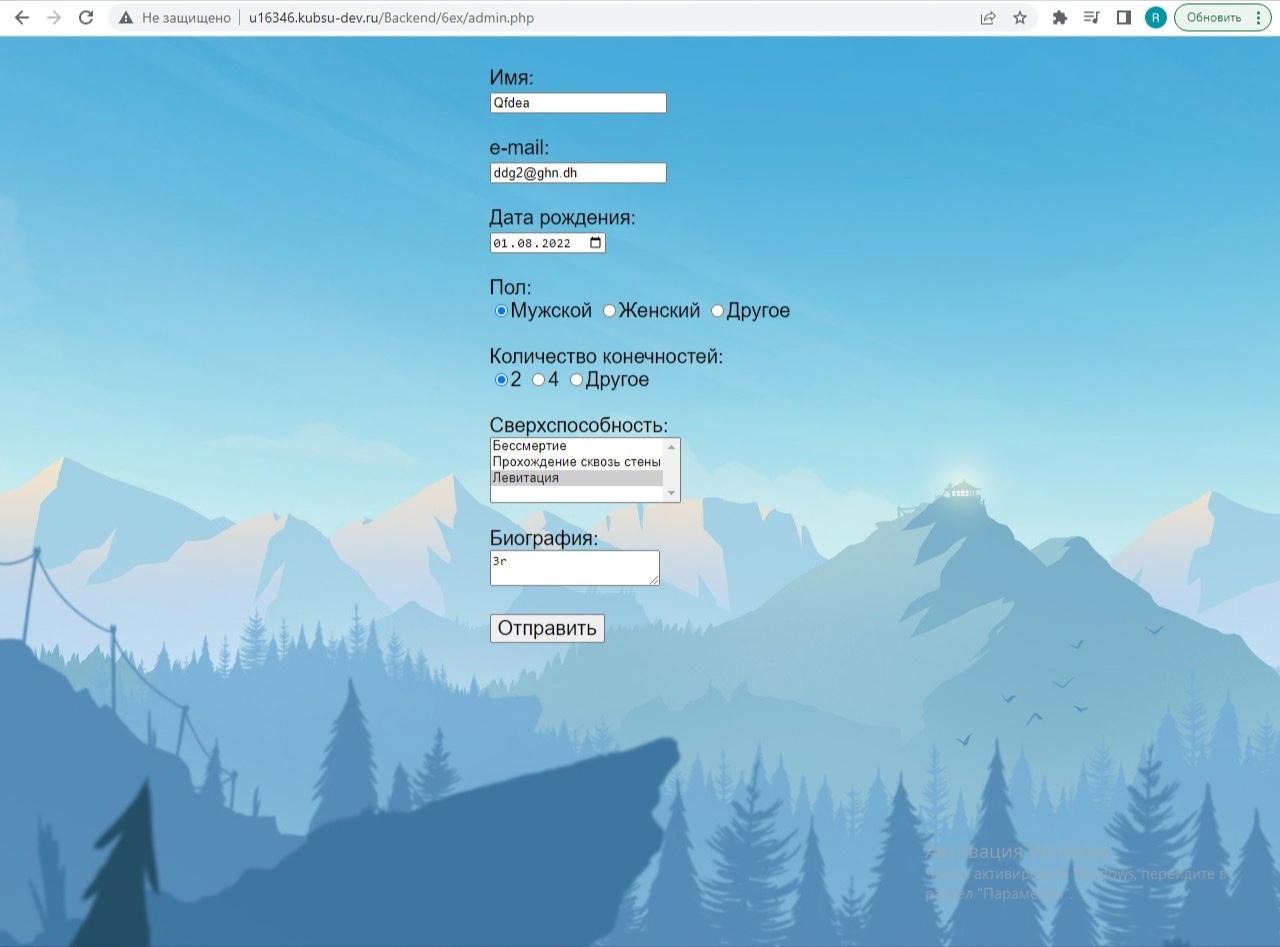 Не защищено u16346.kubsu-dev.ru/Backend/6ex/admin.php R Обновить
Имя:
Qfdea
e-mail:
ddg2@ghn.dh
Дата рождения:
01.08.2022
Пол:
Мужской Женский Другое
Количество конечностей:
2 4 Другое
Сверхспособность:
Бессмертие
Прохождение сквозь стены
Левитация
Биография:
3r
Отправить
Активация Windows
Чтобы активировать Windows, перейдите в
раздел "Параметры".